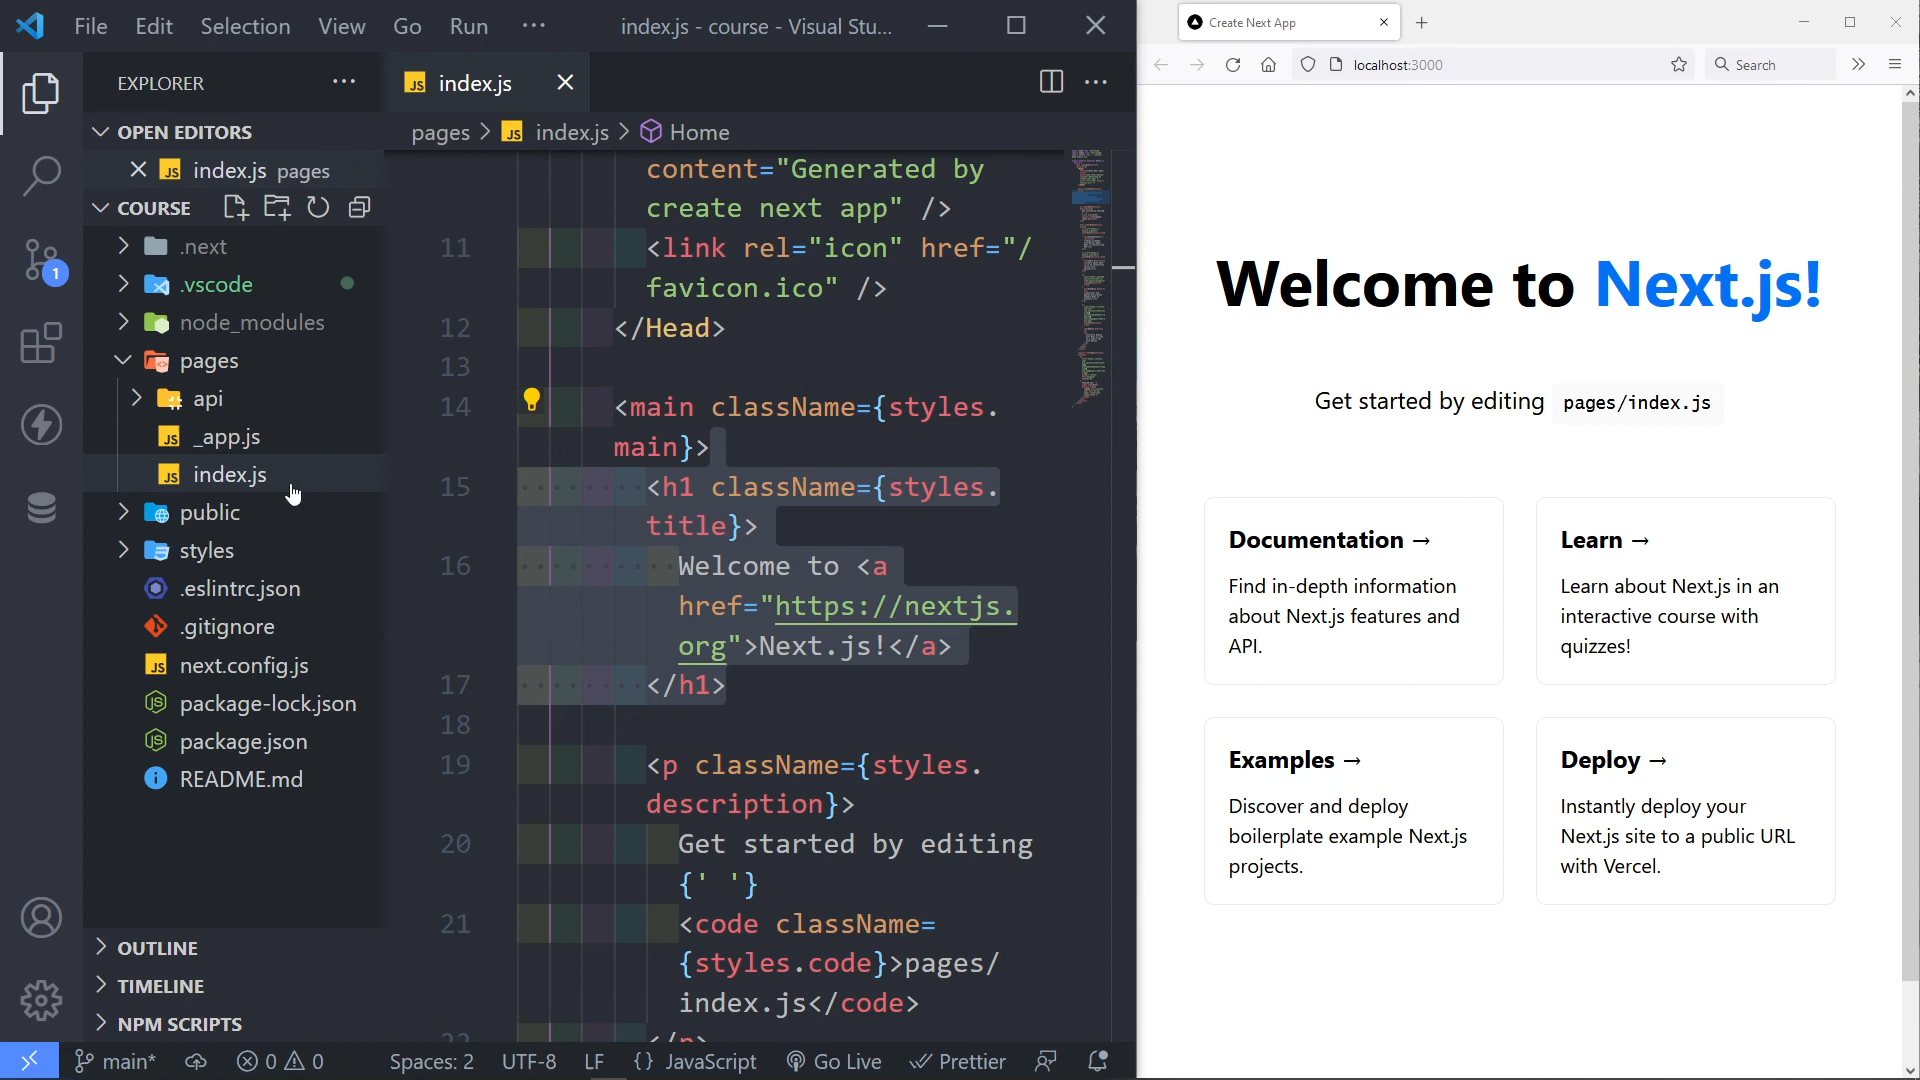 File Edit Selection View Go Run ··· index.js - course - Visual Stu...
EXPLORER ···
OPEN EDITORS
JS index.js pages
COURSE
.next
.vscode
node_modules
pages
api
JS _app.js
JS index.js
public
styles
.eslintrc.json
.gitignore
JS next.config.js
package-lock.json
package.json
README.md
OUTLINE
TIMELINE
NPM SCRIPTS
1
JS index.js
pages > JS index.js > Home
content="Generated by
create next app" />
11 <link rel="icon" href="/
favicon.ico" />
12 </Head>
13
14 <main className={styles.
main}>
15 <h1 className={styles.
title}>
16 Welcome to <a
href="https://nextjs.
org">Next.js!</a>
17 </h1>
18
19 <p className={styles.
description}>
20 Get started by editing
{' '}
21 <code className=
{styles.code}>pages/
index.js</code>
22 </p>
main* 0 0 Spaces: 2 UTF-8 LF {} JavaScript Go Live Prettier
Create Next App
localhost:3000 Search
Welcome to Next.js!
Get started by editing pages/index.js
Documentation →
Find in-depth information
about Next.js features and
API.
Learn →
Learn about Next.js in an
interactive course with
quizzes!
Examples →
Discover and deploy
boilerplate example Next.js
projects.
Deploy →
Instantly deploy your
Next.js site to a public URL
with Vercel.